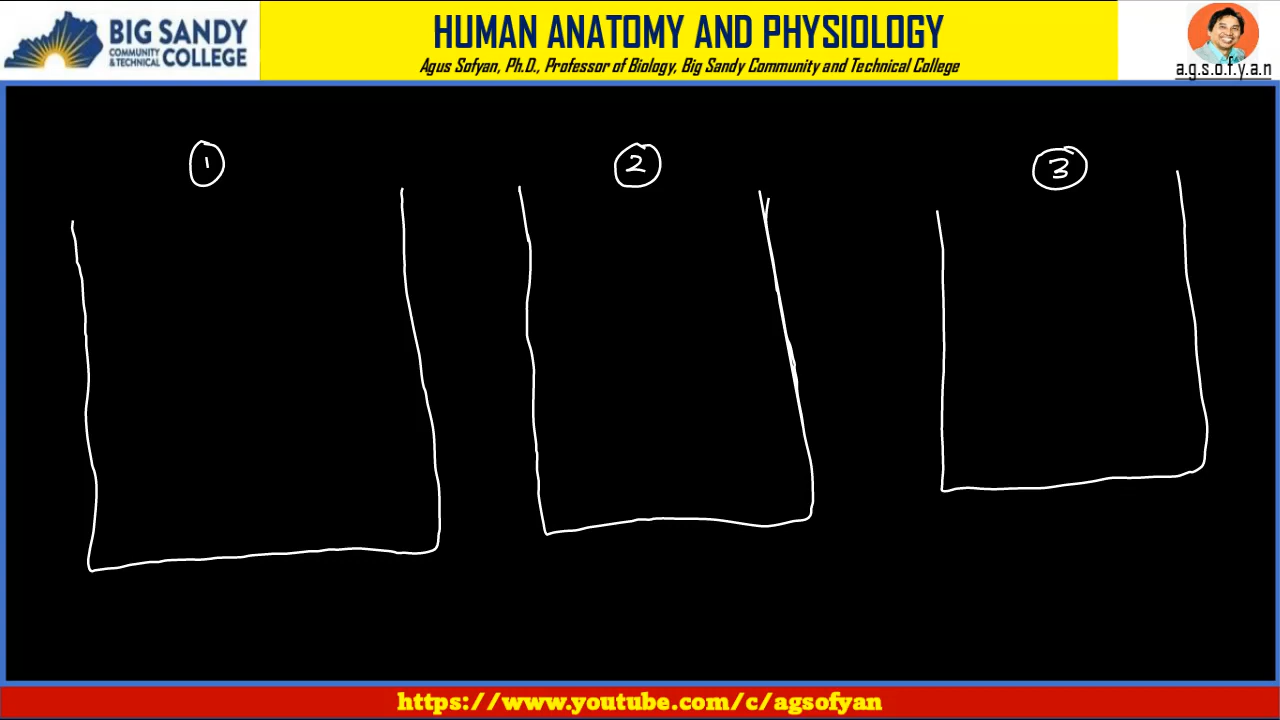 BIG SANDY
COMMUNITY
& TECHNICAL
COLLEGE
HUMAN ANATOMY AND PHYSIOLOGY
Agus Sofyan, Ph.D., Professor of Biology, Big Sandy Community and Technical College
a.g.s.o.f.y.a.n
1
2
3
https://www.youtube.com/c/agsofyan